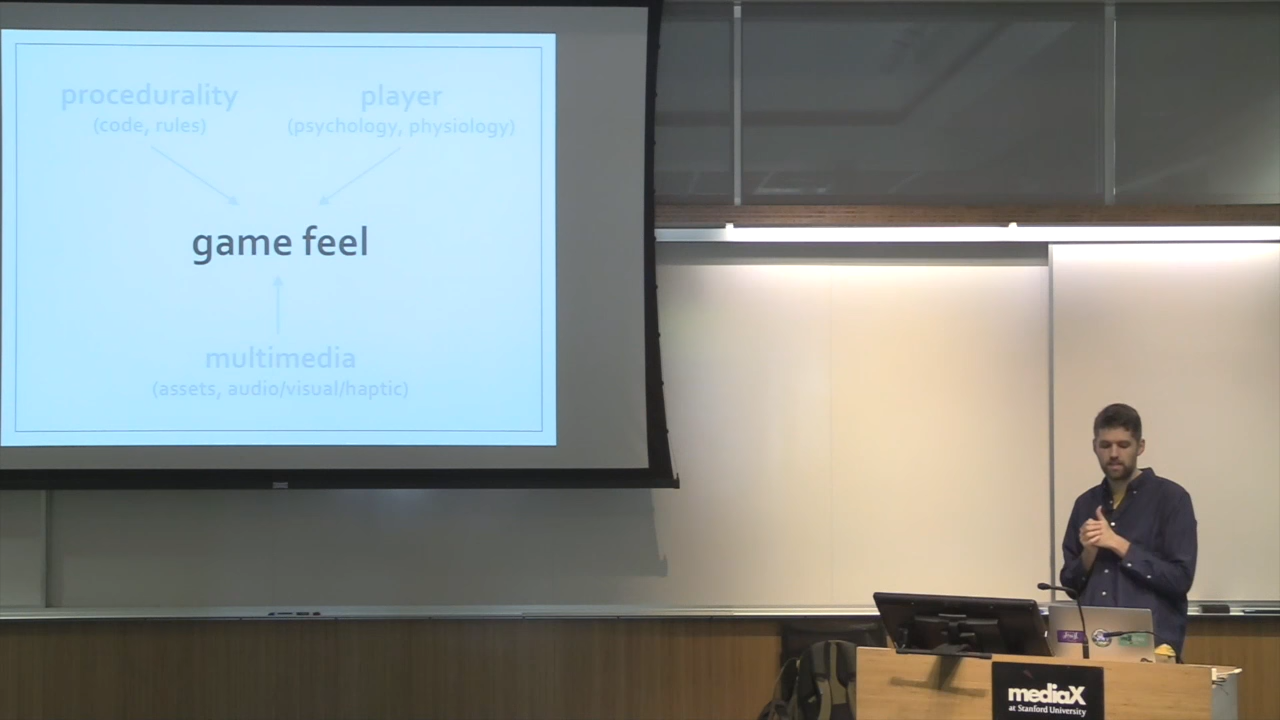 procedurality
(code, rules)
player
(psychology, physiology)
game feel
multimedia
(assets, audio/visual/haptic)
mediaX
at Stanford University